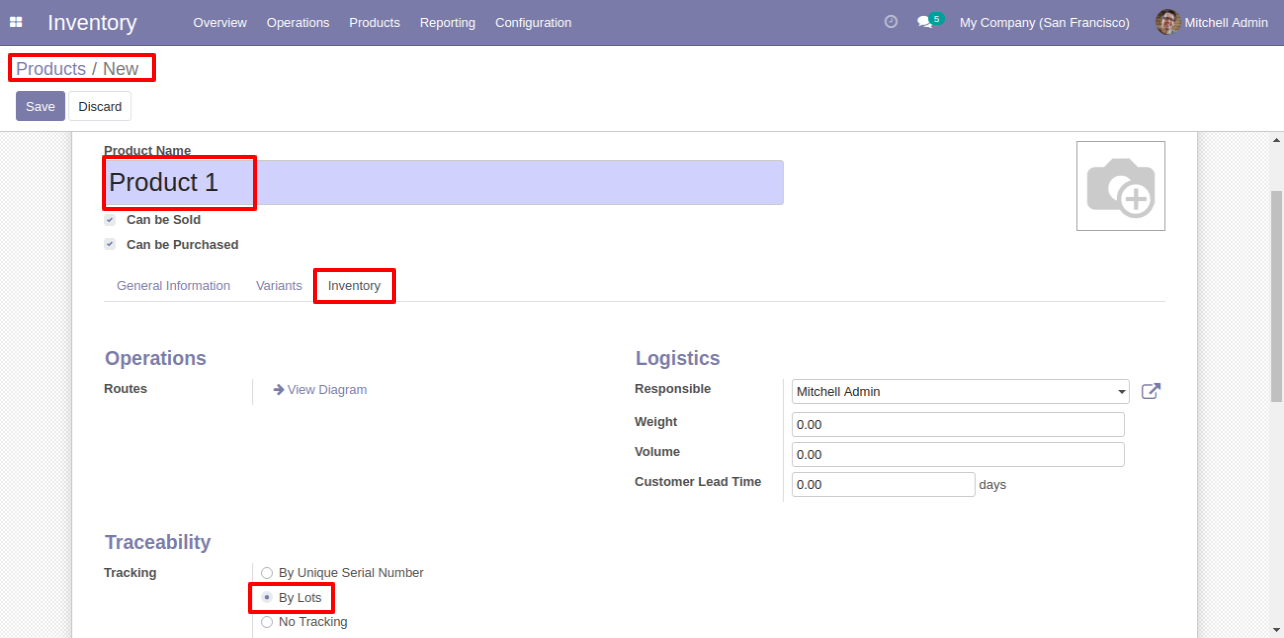 Inventory Overview Operations Products Reporting Configuration 5 My Company (San Francisco) Mitchell Admin
Products / New
Save Discard
Product Name
Product 1
Can be Sold
Can be Purchased
General Information Variants Inventory
Operations Logistics
Routes View Diagram Responsible Mitchell Admin
Weight 0.00
Volume 0.00
Customer Lead Time 0.00 days
Traceability
Tracking By Unique Serial Number
By Lots
No Tracking